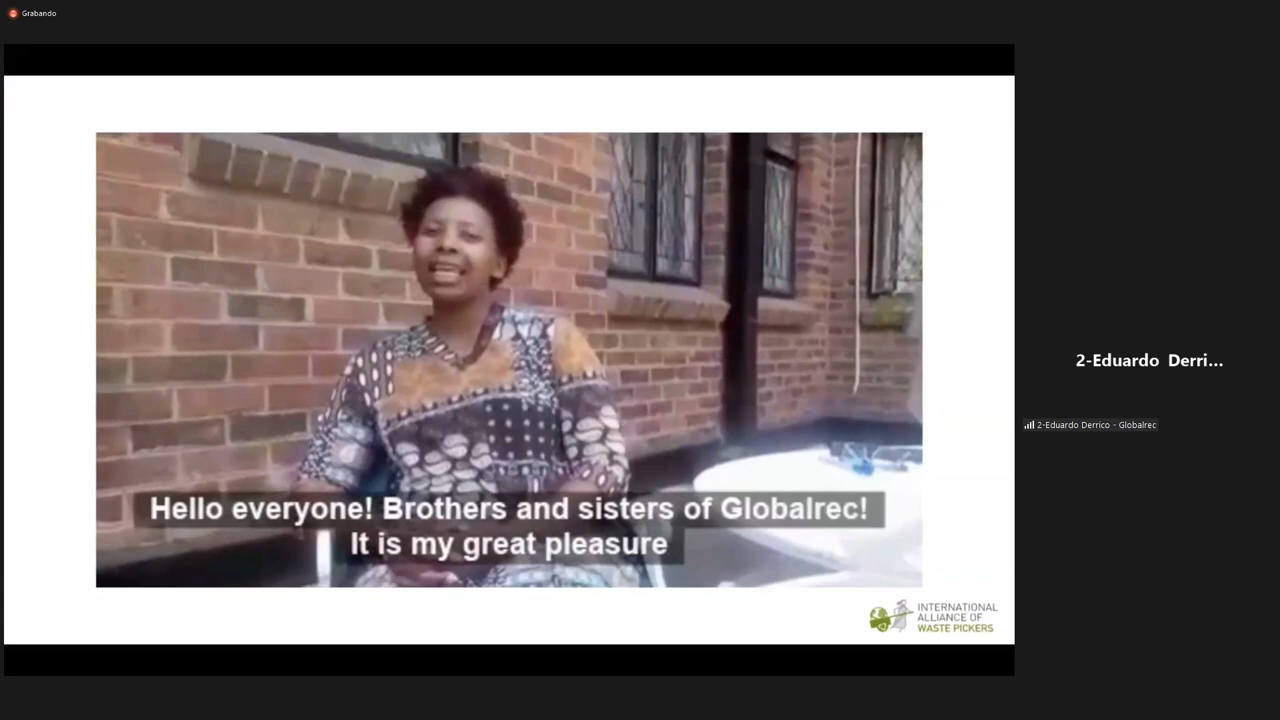 Grabando
Hello everyone! Brothers and sisters of Globalrec!
It is my great pleasure
INTERNATIONAL
ALLIANCE OF
WASTE PICKERS
2-Eduardo Derri...
2-Eduardo Derrico - Globalrec